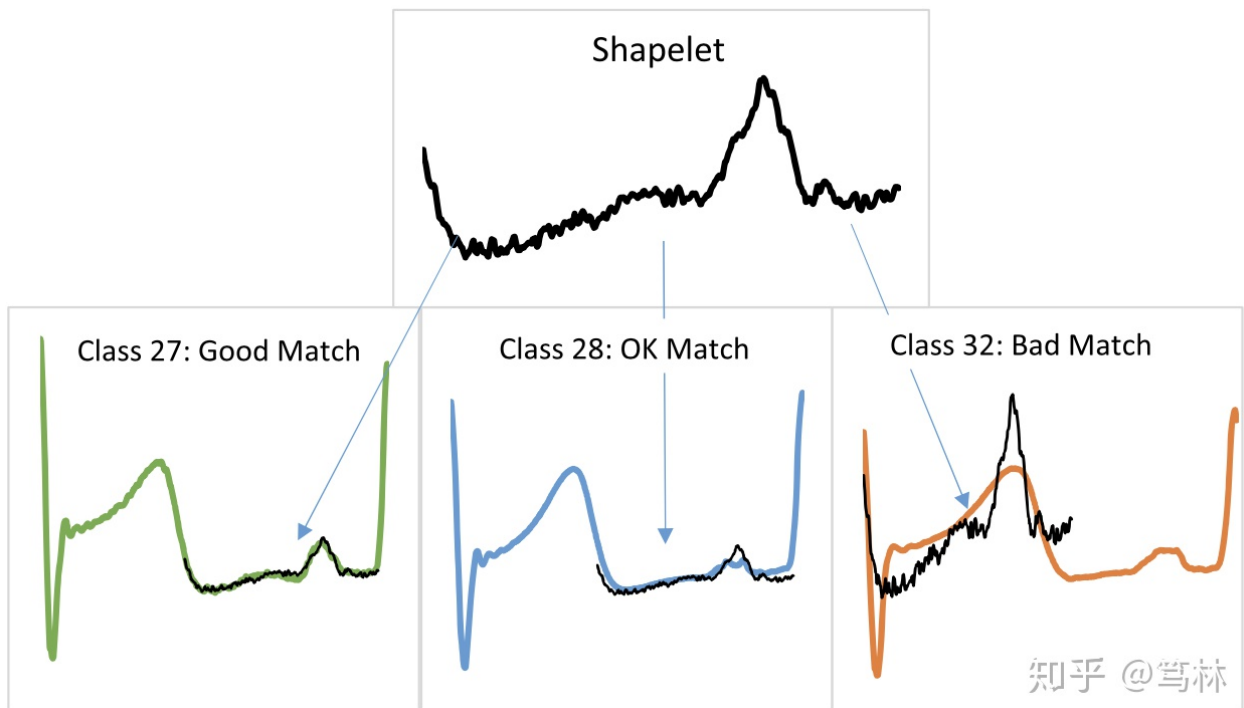 Shapelet
Class 27: Good Match
Class 28: OK Match
Class 32: Bad Match
知乎 @笃林